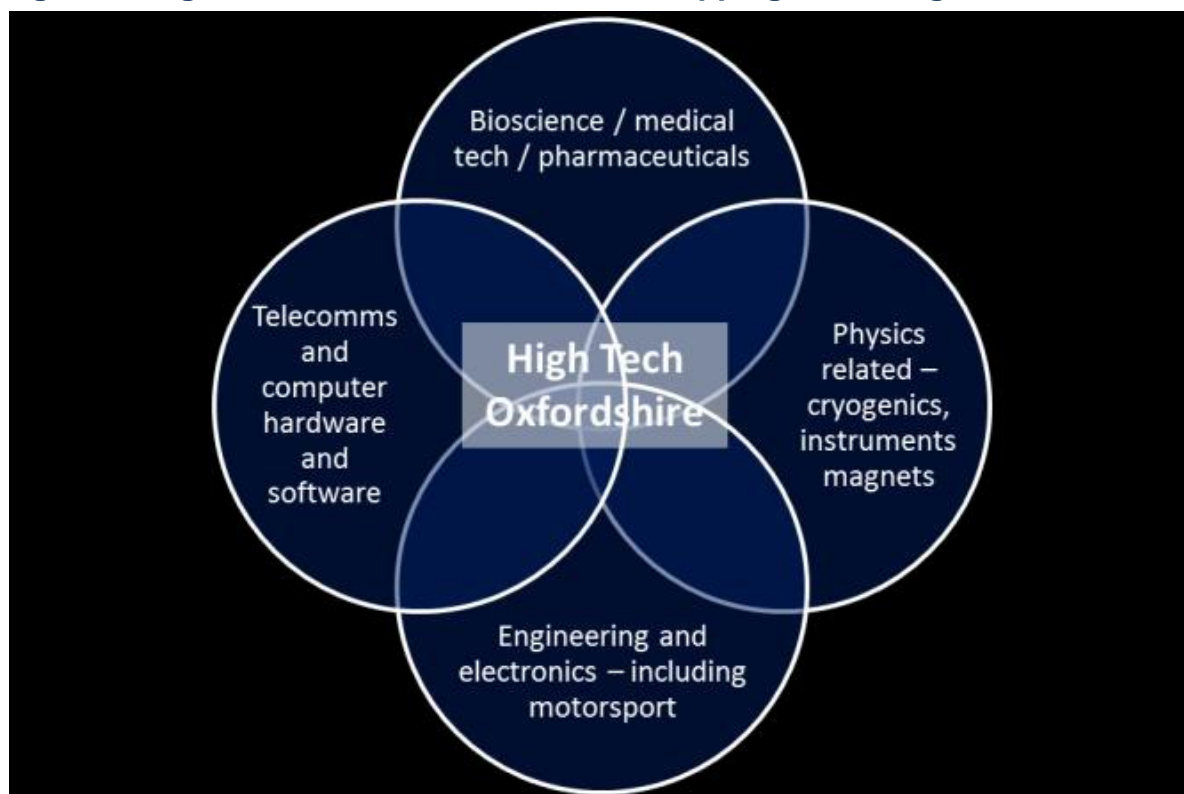 Bioscience / medical
tech / pharmaceuticals
Telecomms
and
computer
hardware
and
software
High Tech
Oxfordshire
Physics
related –
cryogenics,
instruments
magnets
Engineering and
electronics – including
motorsport